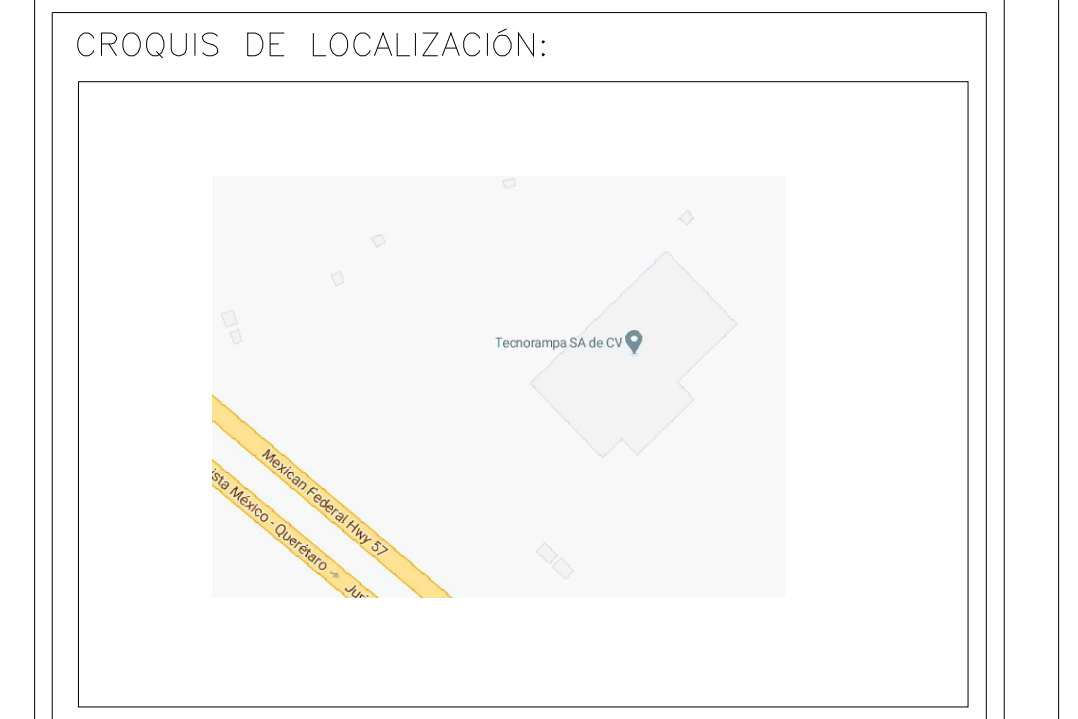 CROQUIS DE LOCALIZACIÓN:
Tecnorampa SA de CV
Mexican Federal Hwy 57
ista México - Querétaro